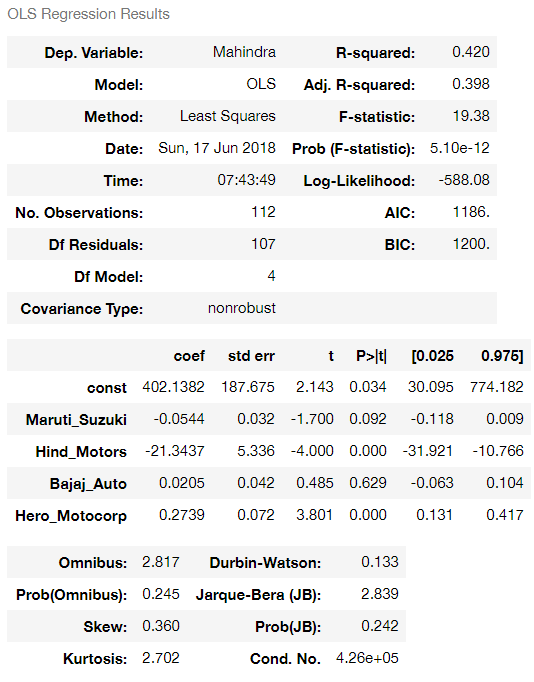 OLS Regression Results
Dep. Variable: Mahindra R-squared: 0.420
Model: OLS Adj. R-squared: 0.398
Method: Least Squares F-statistic: 19.38
Date: Sun, 17 Jun 2018 Prob (F-statistic): 5.10e-12
Time: 07:43:49 Log-Likelihood: -588.08
No. Observations: 112 AIC: 1186.
Df Residuals: 107 BIC: 1200.
Df Model: 4
Covariance Type: nonrobust
coef std err t P>|t| [0.025 0.975]
const 402.1382 187.675 2.143 0.034 30.095 774.182
Maruti_Suzuki -0.0544 0.032 -1.700 0.092 -0.118 0.009
Hind_Motors -21.3437 5.336 -4.000 0.000 -31.921 -10.766
Bajaj_Auto 0.0205 0.042 0.485 0.629 -0.063 0.104
Hero_Motocorp 0.2739 0.072 3.801 0.000 0.131 0.417
Omnibus: 2.817 Durbin-Watson: 0.133
Prob(Omnibus): 0.245 Jarque-Bera (JB): 2.839
Skew: 0.360 Prob(JB): 0.242
Kurtosis: 2.702 Cond. No. 4.26e+05